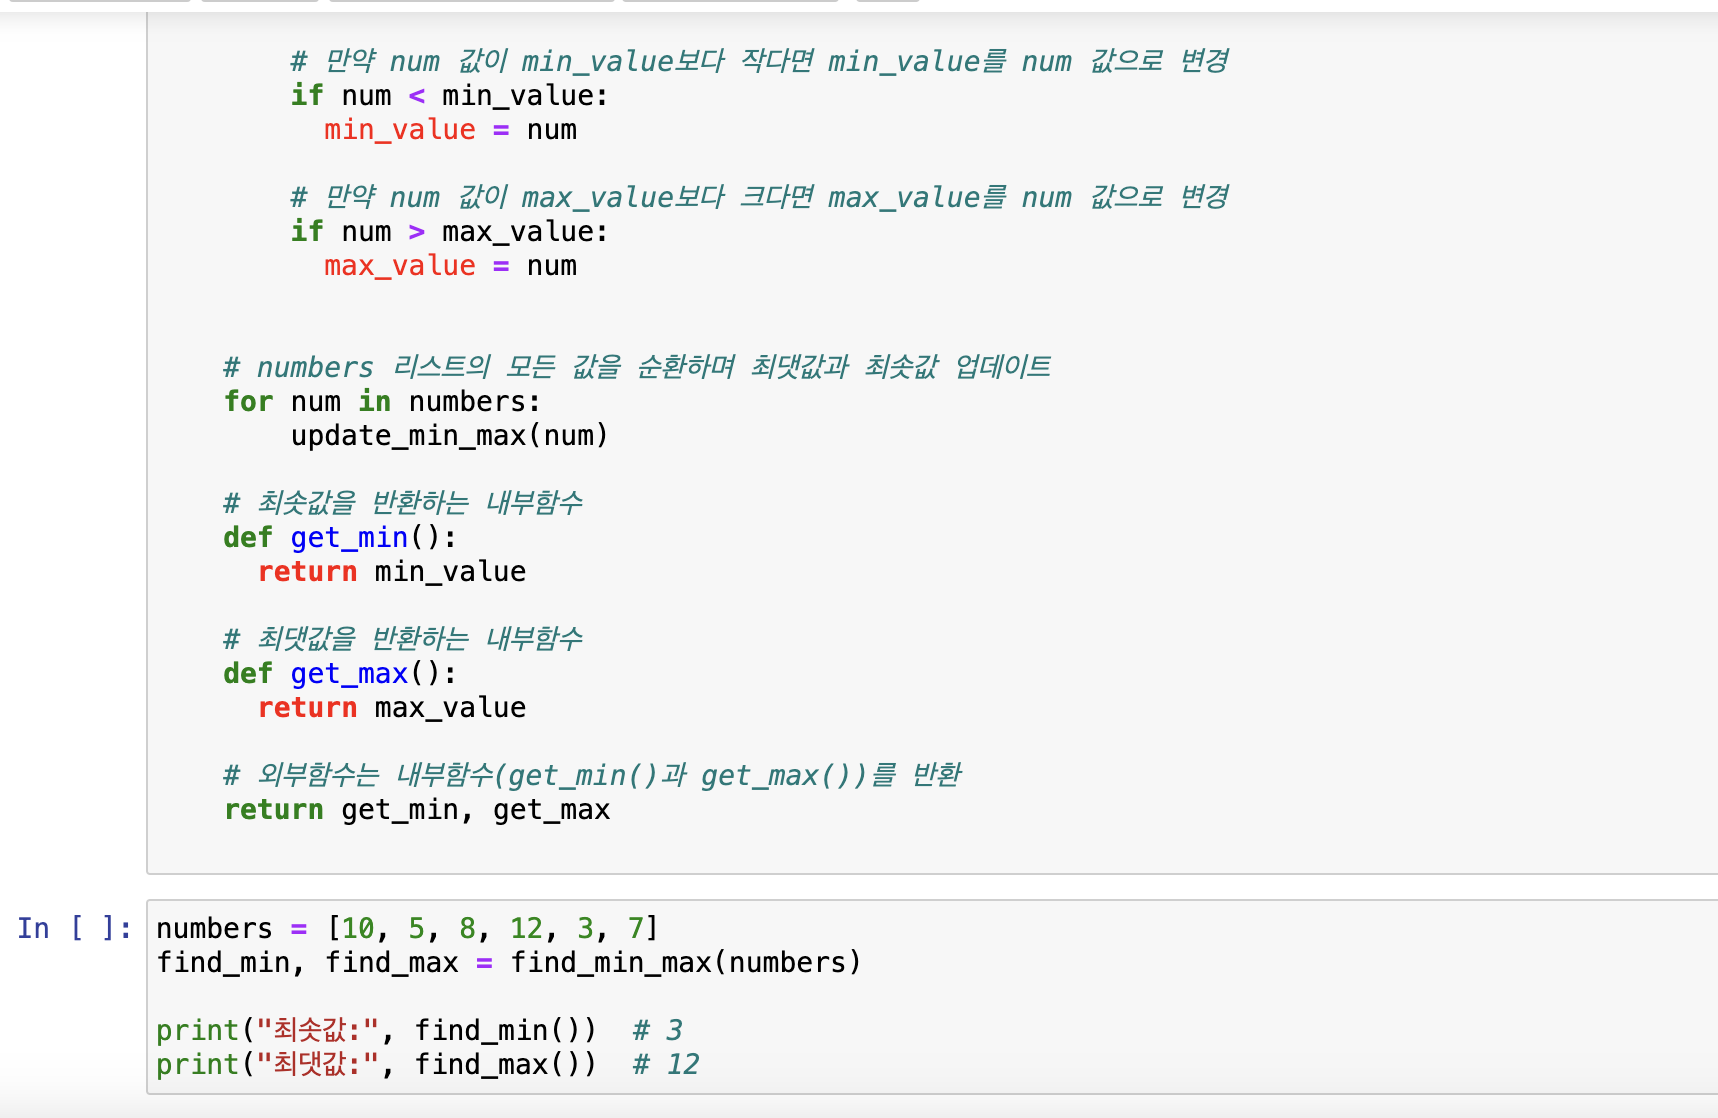 # 만약 num 값이 min_value보다 작다면 min_value를 num 값으로 변경
if num < min_value:
min_value = num
# 만약 num 값이 max_value보다 크다면 max_value를 num 값으로 변경
if num > max_value:
max_value = num
# numbers 리스트의 모든 값을 순환하며 최댓값과 최솟값 업데이트
for num in numbers:
update_min_max(num)
# 최솟값을 반환하는 내부함수
def get_min():
return min_value
# 최댓값을 반환하는 내부함수
def get_max():
return max_value
# 외부함수는 내부함수(get_min()과 get_max())를 반환
return get_min, get_max
In [ ]: numbers = [10, 5, 8, 12, 3, 7]
find_min, find_max = find_min_max(numbers)
print("최솟값:", find_min())  # 3
print("최댓값:", find_max())  # 12